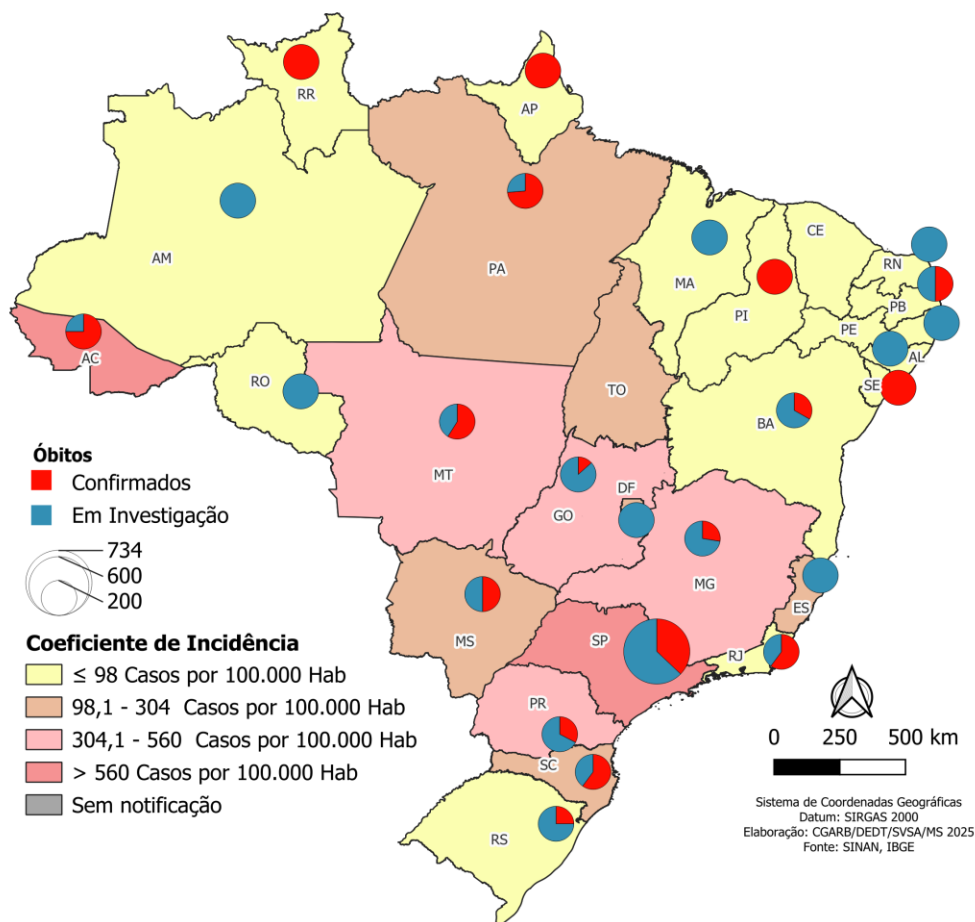 RR
AP
AM
PA
MA
CE
RN
PB
PI
PE
AL
SE
AC
RO
TO
BA
MT
GO
DF
MG
ES
MS
SP
RJ
PR
SC
RS
Óbitos
Confirmados
Em Investigação
734
600
200
Coeficiente de Incidência
≤ 98 Casos por 100.000 Hab
98,1 - 304 Casos por 100.000 Hab
304,1 - 560 Casos por 100.000 Hab
> 560 Casos por 100.000 Hab
Sem notificação
0 250 500 km
Sistema de Coordenadas Geográficas
Datum: SIRGAS 2000
Elaboração: CGARB/DEDT/SVSA/MS 2025
Fonte: SINAN, IBGE